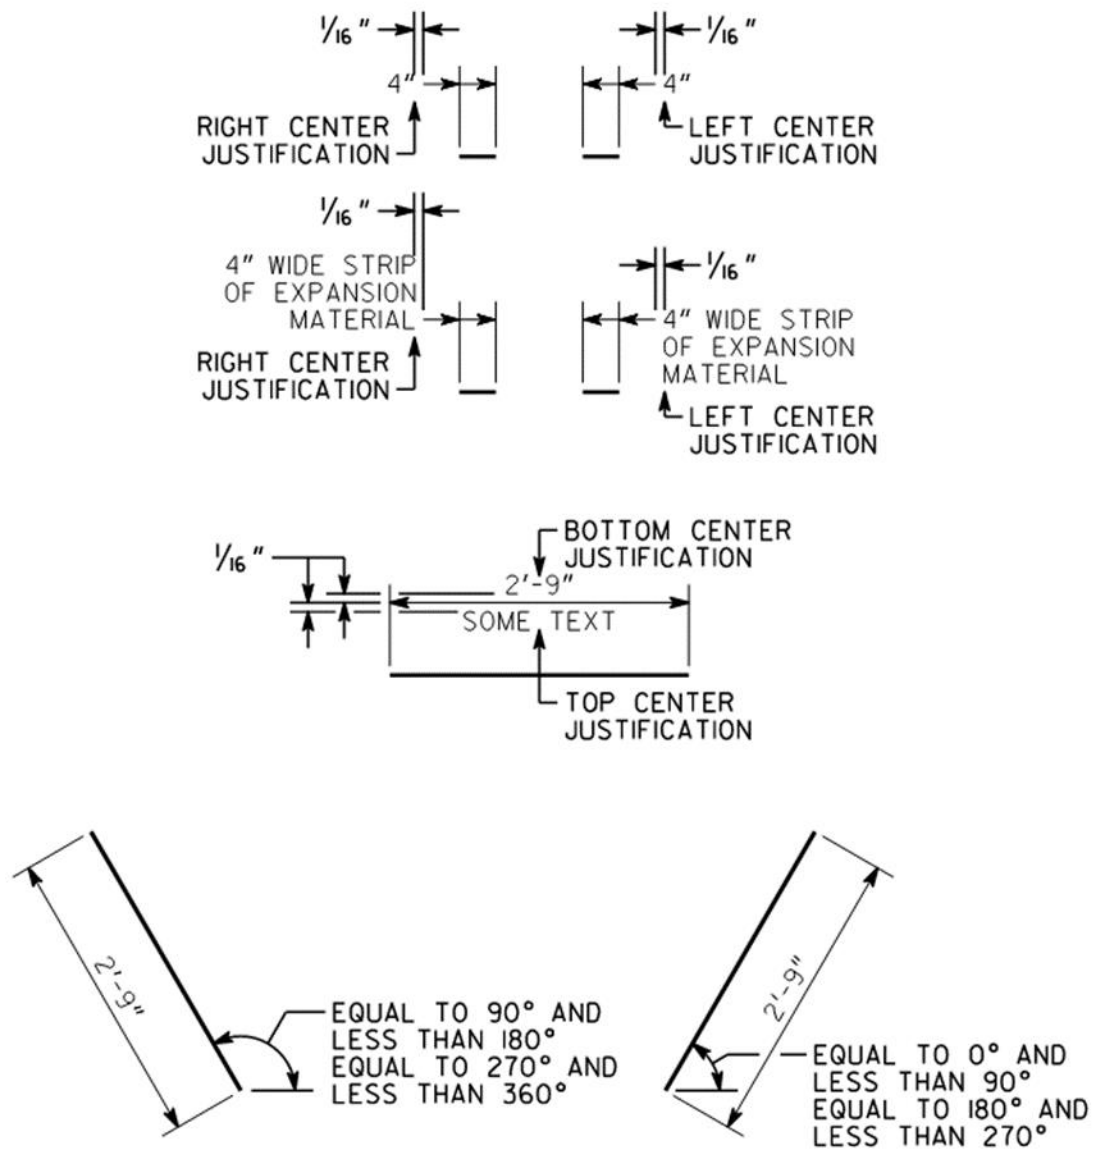 1/16 "
1/16 "
4"
4"
RIGHT CENTER
JUSTIFICATION
LEFT CENTER
JUSTIFICATION
1/16 "
4" WIDE STRIP
OF EXPANSION
MATERIAL
RIGHT CENTER
JUSTIFICATION
1/16 "
4" WIDE STRIP
OF EXPANSION
MATERIAL
LEFT CENTER
JUSTIFICATION
BOTTOM CENTER
JUSTIFICATION
1/16 "
2'-9"
SOME TEXT
TOP CENTER
JUSTIFICATION
2'-9"
EQUAL TO 90° AND
LESS THAN 180°
EQUAL TO 270° AND
LESS THAN 360°
2'-9"
EQUAL TO 0° AND
LESS THAN 90°
EQUAL TO 180° AND
LESS THAN 270°